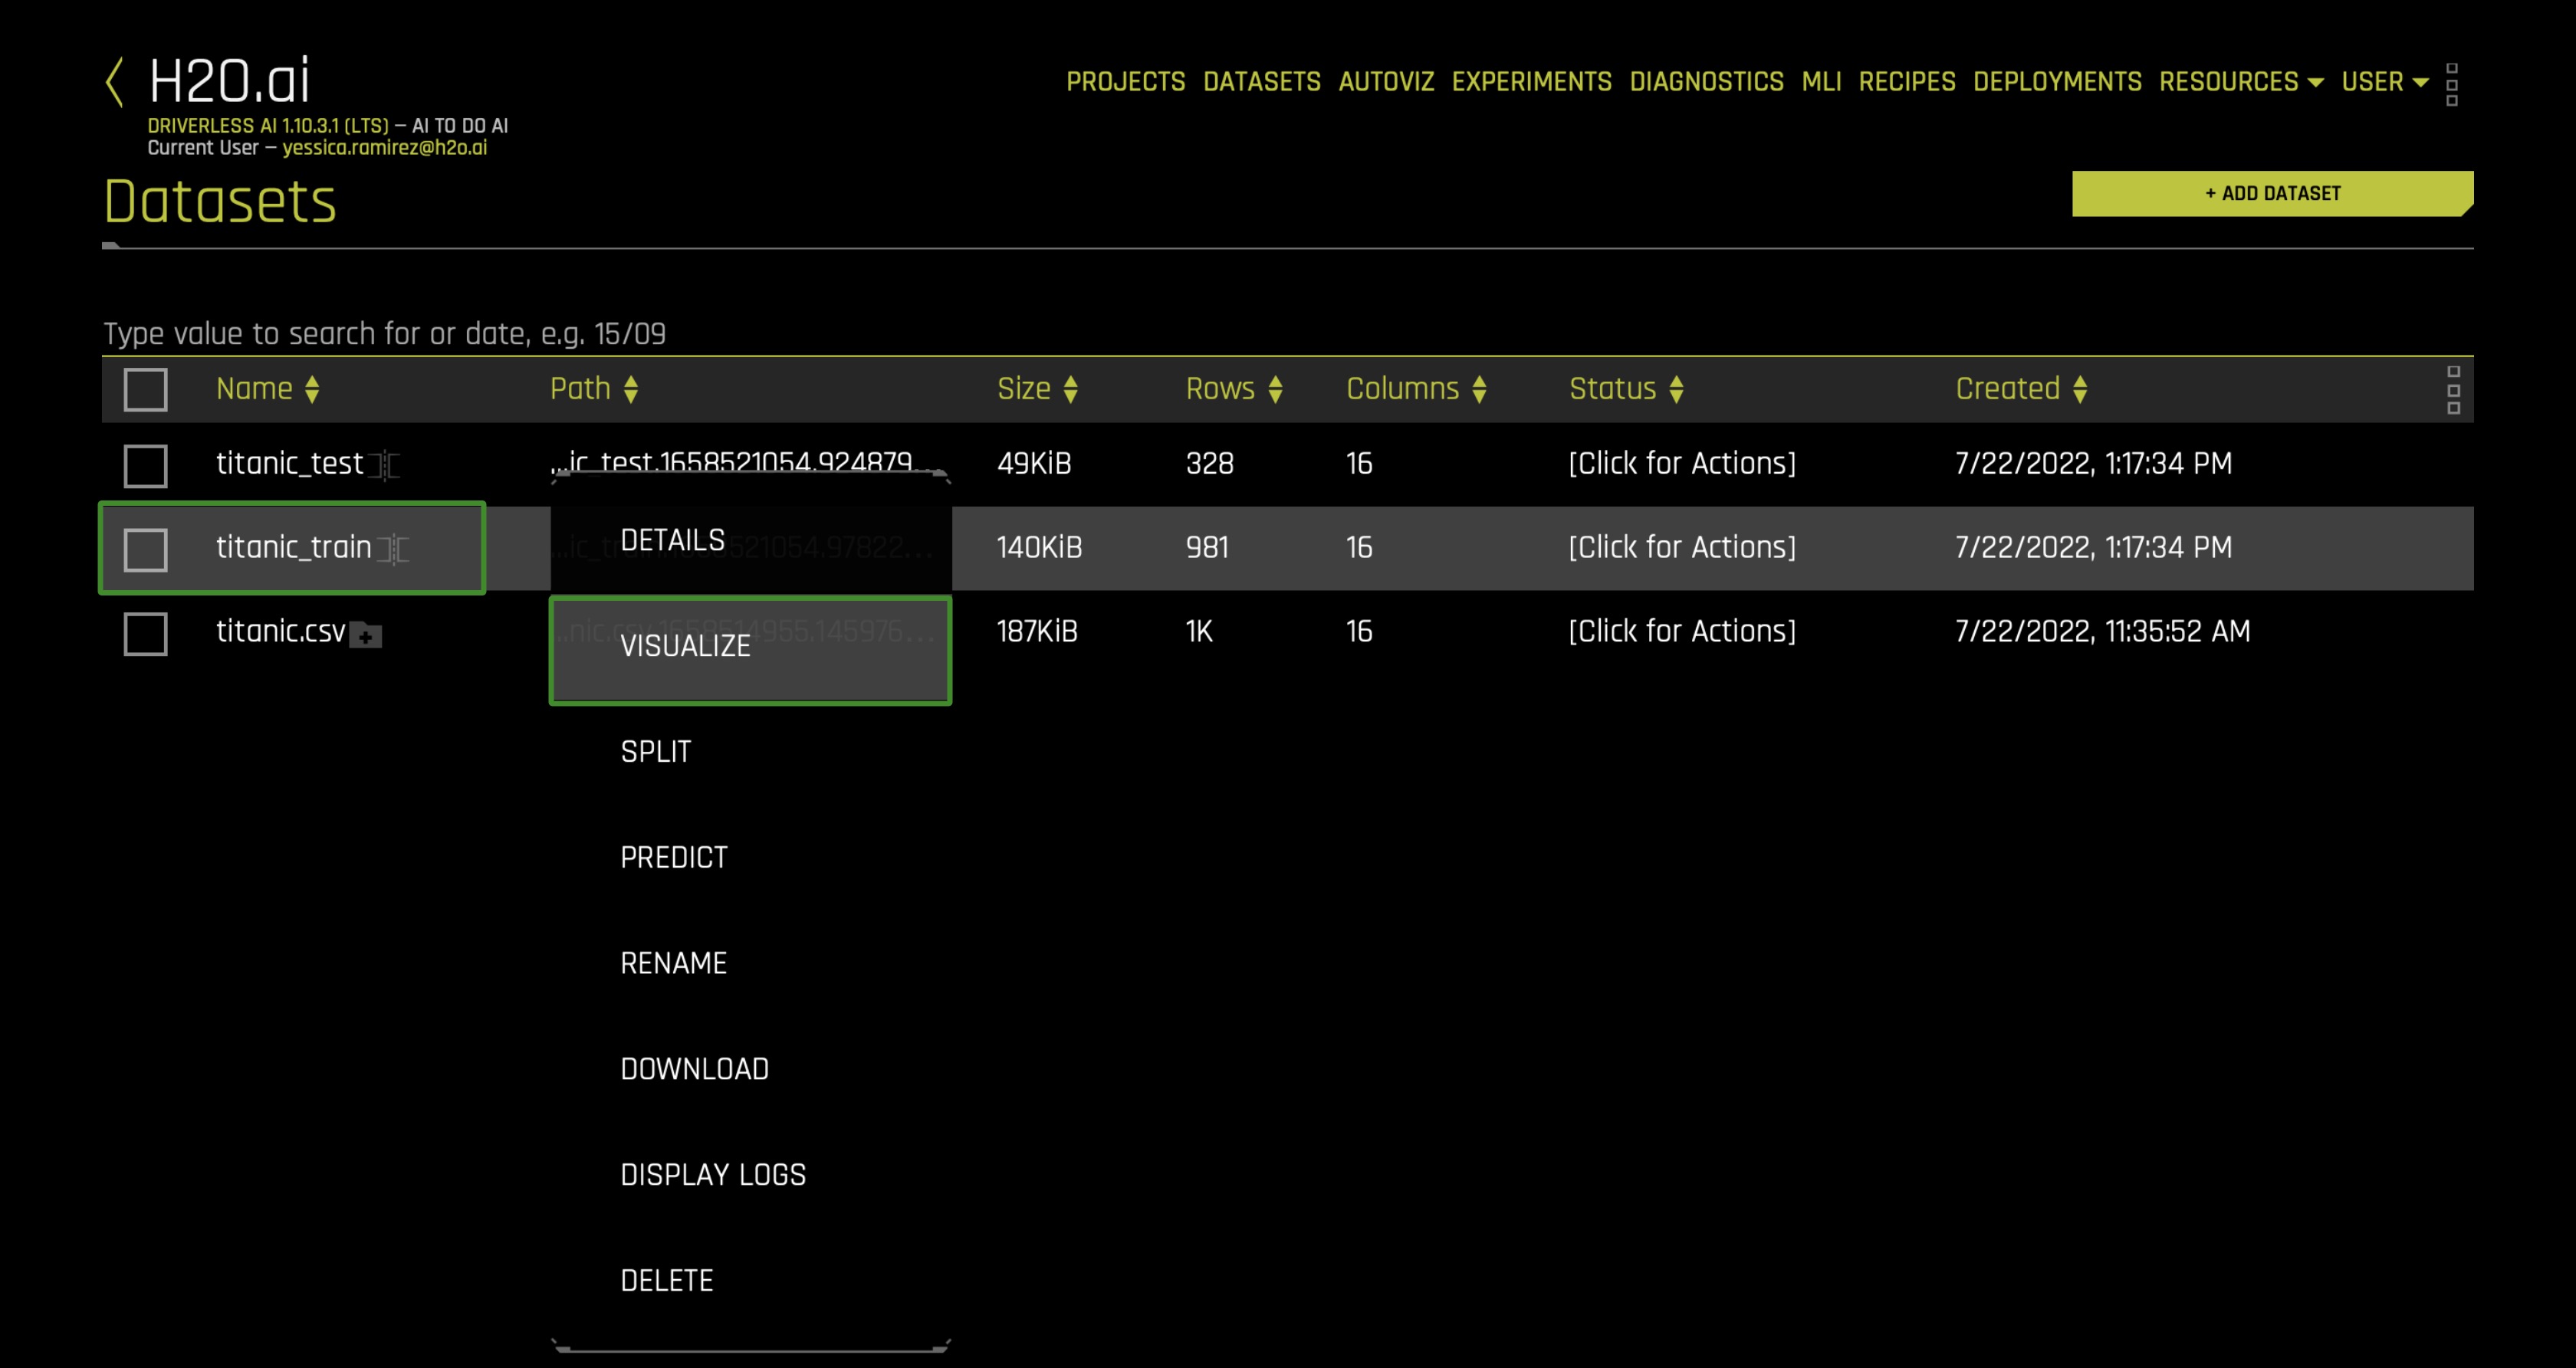 H2O.ai
DRIVERLESS AI 1.10.3.1 (LTS) – AI TO DO AI
Current User – yessica.ramirez@h2o.ai
PROJECTS DATASETS AUTOVIZ EXPERIMENTS DIAGNOSTICS MLI RECIPES DEPLOYMENTS RESOURCES USER
Datasets
+ ADD DATASET
Type value to search for or date, e.g. 15/09
Name Path Size Rows Columns Status Created
titanic_test ...ic_test.1658521054.924879... 49KiB 328 16 [Click for Actions] 7/22/2022, 1:17:34 PM
titanic_train 140KiB 981 16 [Click for Actions] 7/22/2022, 1:17:34 PM
titanic.csv ...nic.csv.1658514955.145976... 187KiB 1K 16 [Click for Actions] 7/22/2022, 11:35:52 AM
DETAILS
VISUALIZE
SPLIT
PREDICT
RENAME
DOWNLOAD
DISPLAY LOGS
DELETE